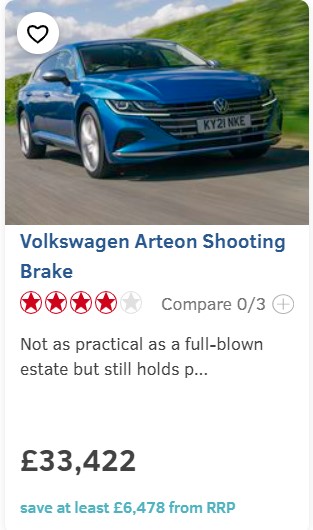 KY21 NKE
Volkswagen Arteon Shooting
Brake
Compare 0/3
Not as practical as a full-blown
estate but still holds p...
£33,422
save at least £6,478 from RRP